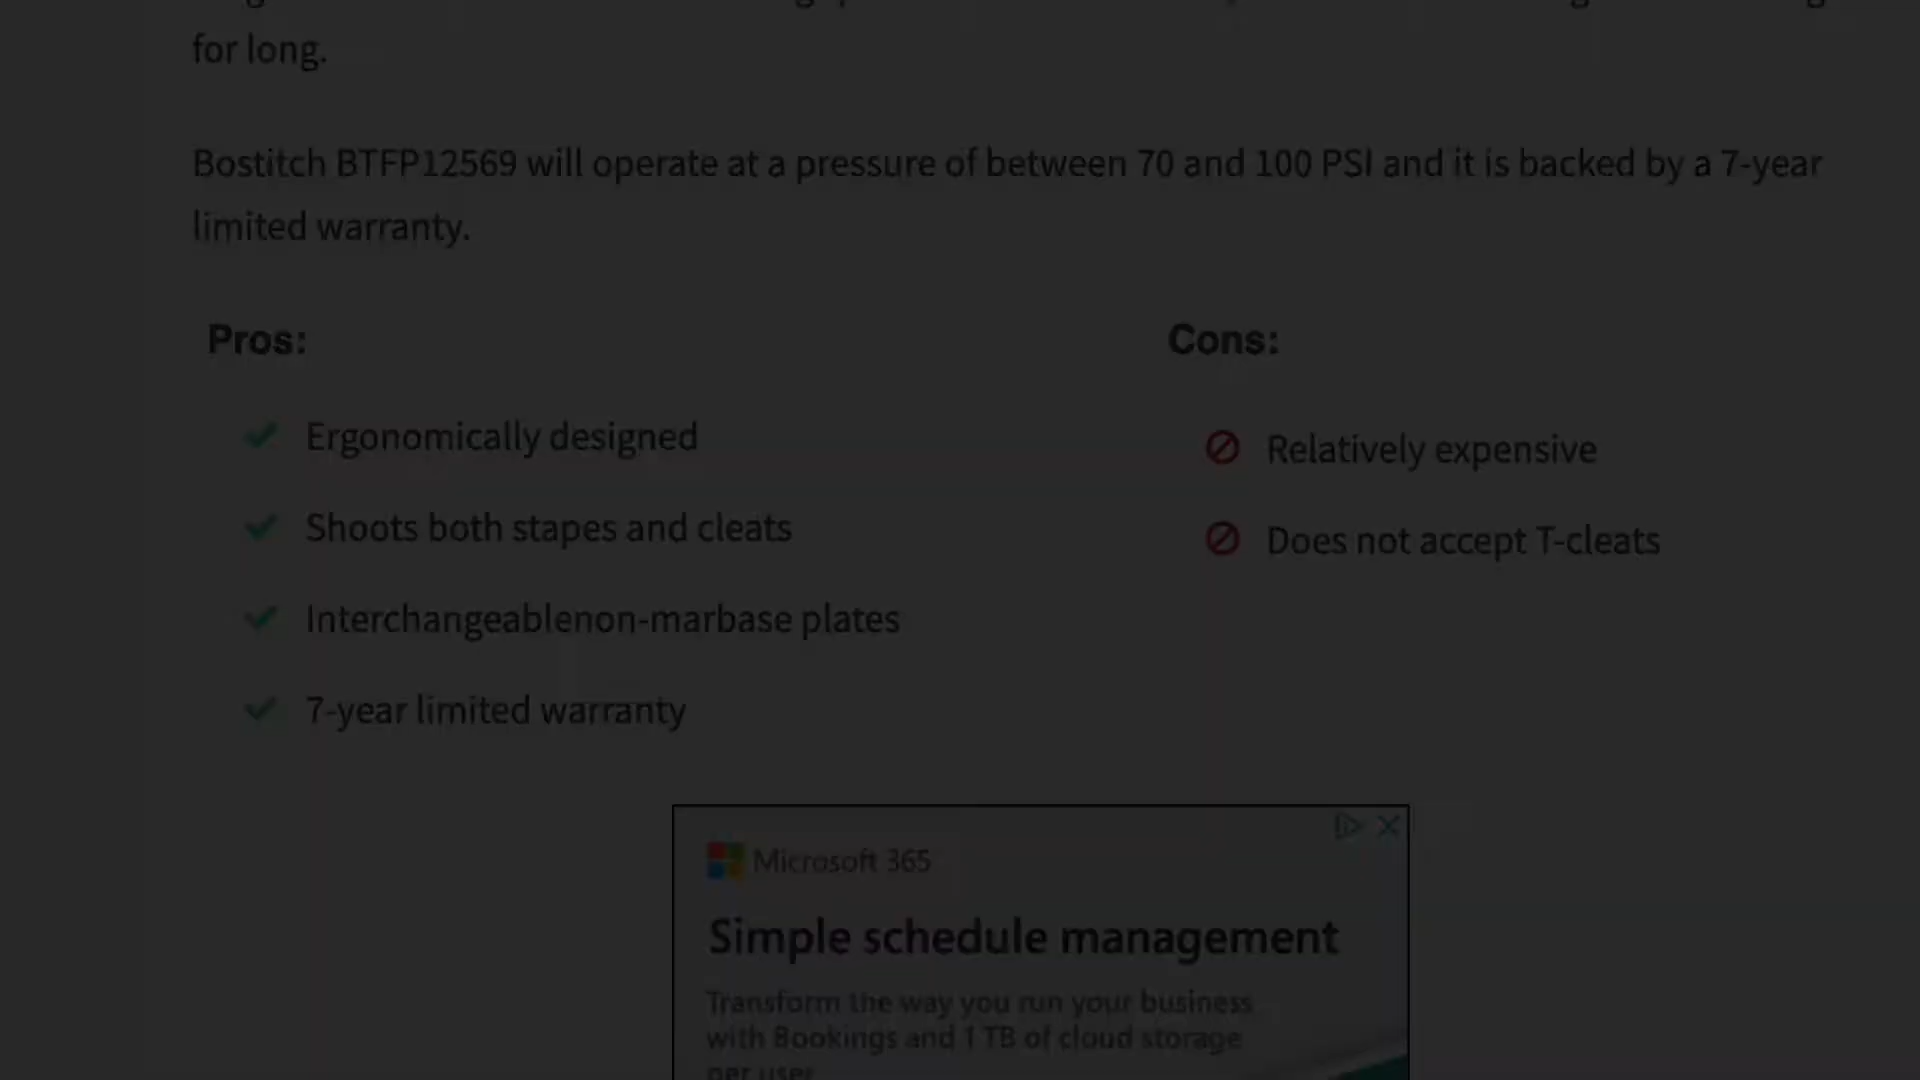 for long.
Bostitch BTFP12569 will operate at a pressure of between 70 and 100 PSI and it is backed by a 7-year
limited warranty.
Pros:
Ergonomically designed
Shoots both stapes and cleats
Interchangeablenon-marbase plates
7-year limited warranty
Cons:
Relatively expensive
Does not accept T-cleats
Microsoft 365
Simple schedule management
Transform the way you run your business
with Bookings and 1 TB of cloud storage
per user